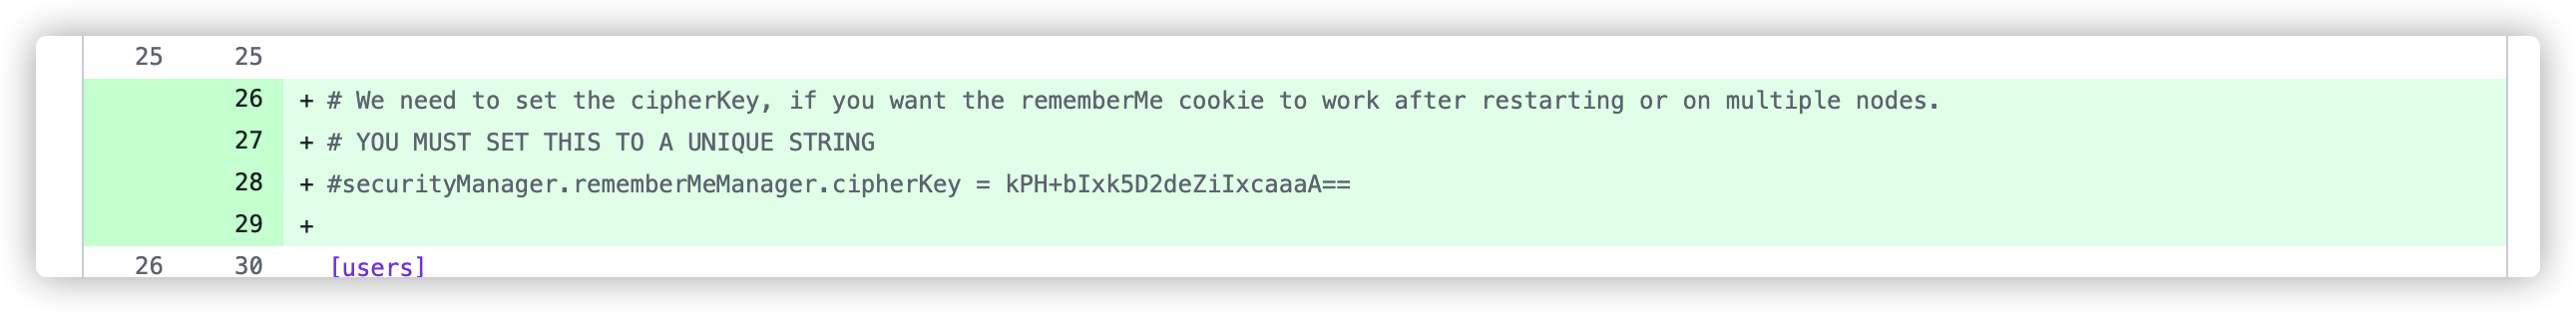 25 25
26 + # We need to set the cipherKey, if you want the rememberMe cookie to work after restarting or on multiple nodes.
27 + # YOU MUST SET THIS TO A UNIQUE STRING
28 + #securityManager.rememberMeManager.cipherKey = kPH+bIxk5D2deZiIxcaaaA==
29 +
26 30 [users]